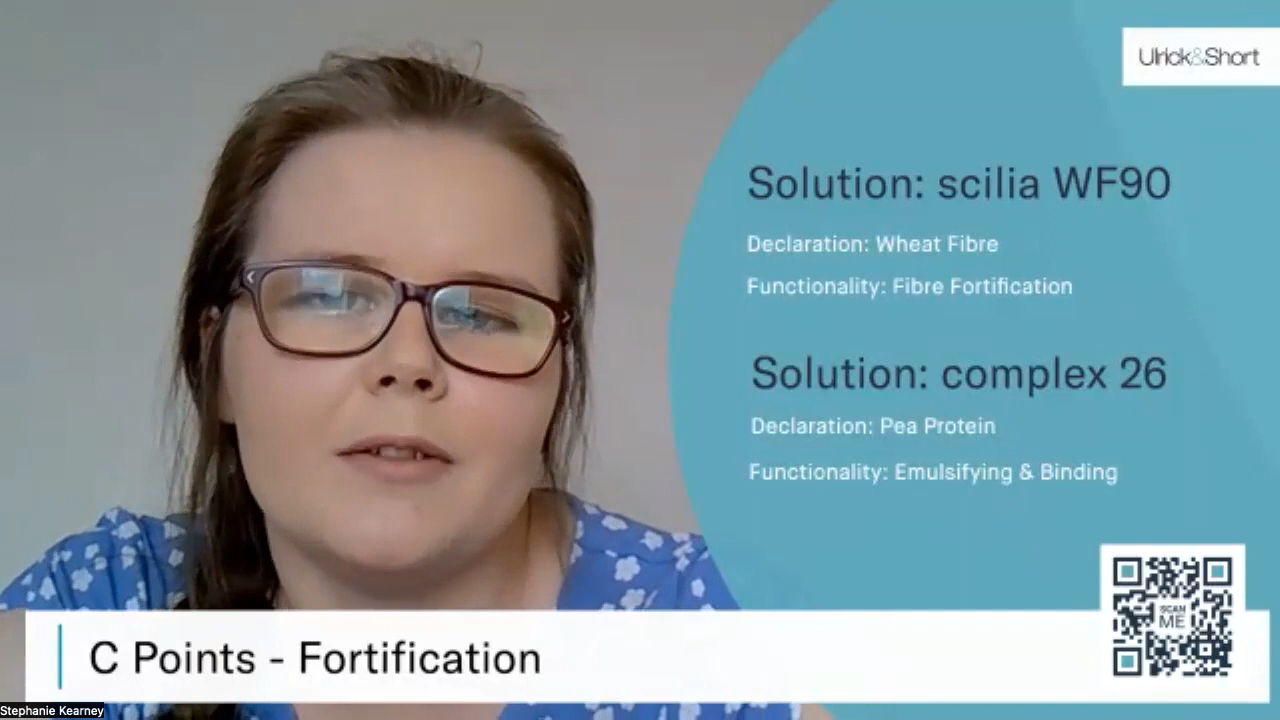 Ulrick&Short
Solution: scilia WF90
Declaration: Wheat Fibre
Functionality: Fibre Fortification
Solution: complex 26
Declaration: Pea Protein
Functionality: Emulsifying & Binding
SCAN
ME
C Points - Fortification
Stephanie Kearney